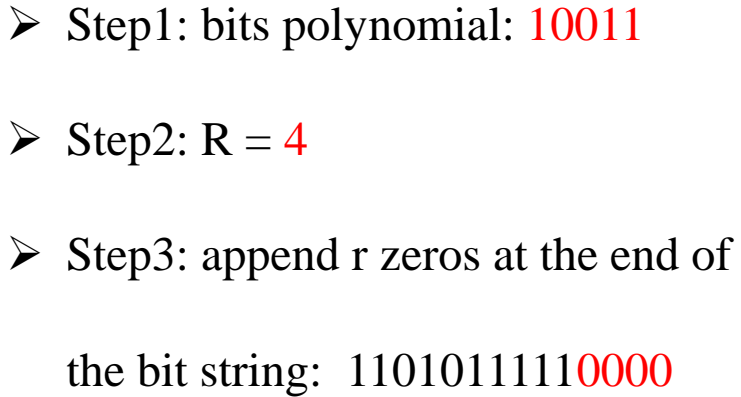 ➢ Step1: bits polynomial: 10011
➢ Step2: R = 4
➢ Step3: append r zeros at the end of
the bit string: 11010111110000